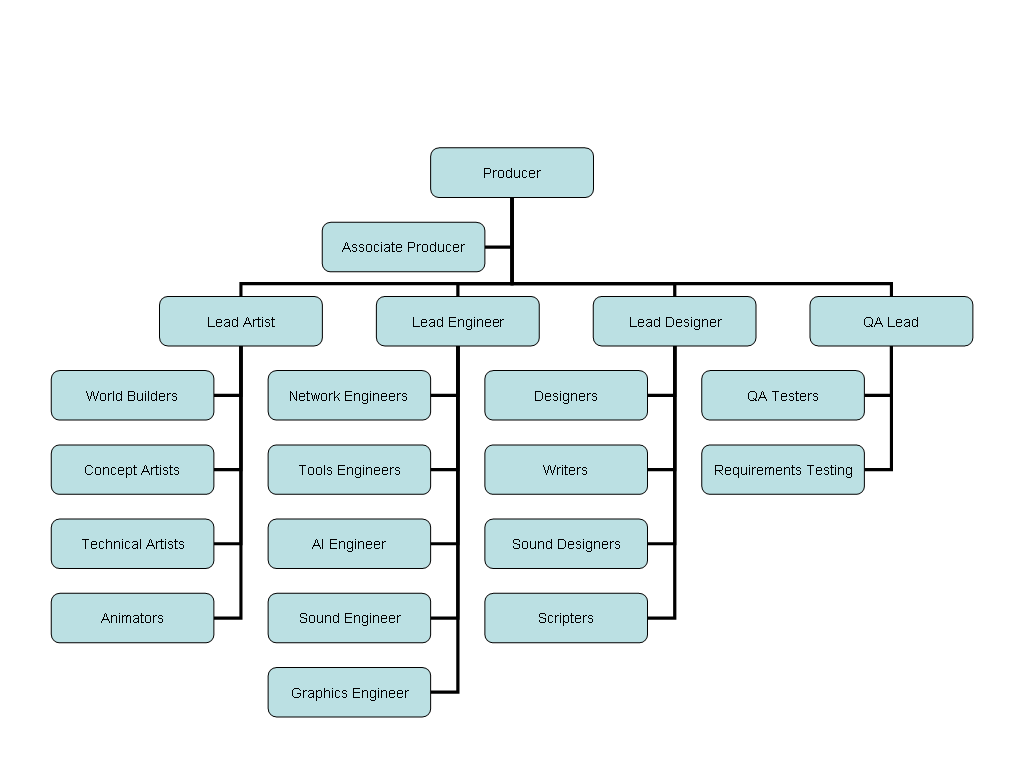 Producer
Associate Producer
Lead Artist
Lead Engineer
Lead Designer
QA Lead
World Builders
Network Engineers
Designers
QA Testers
Concept Artists
Tools Engineers
Writers
Requirements Testing
Technical Artists
AI Engineer
Sound Designers
Animators
Sound Engineer
Scripters
Graphics Engineer